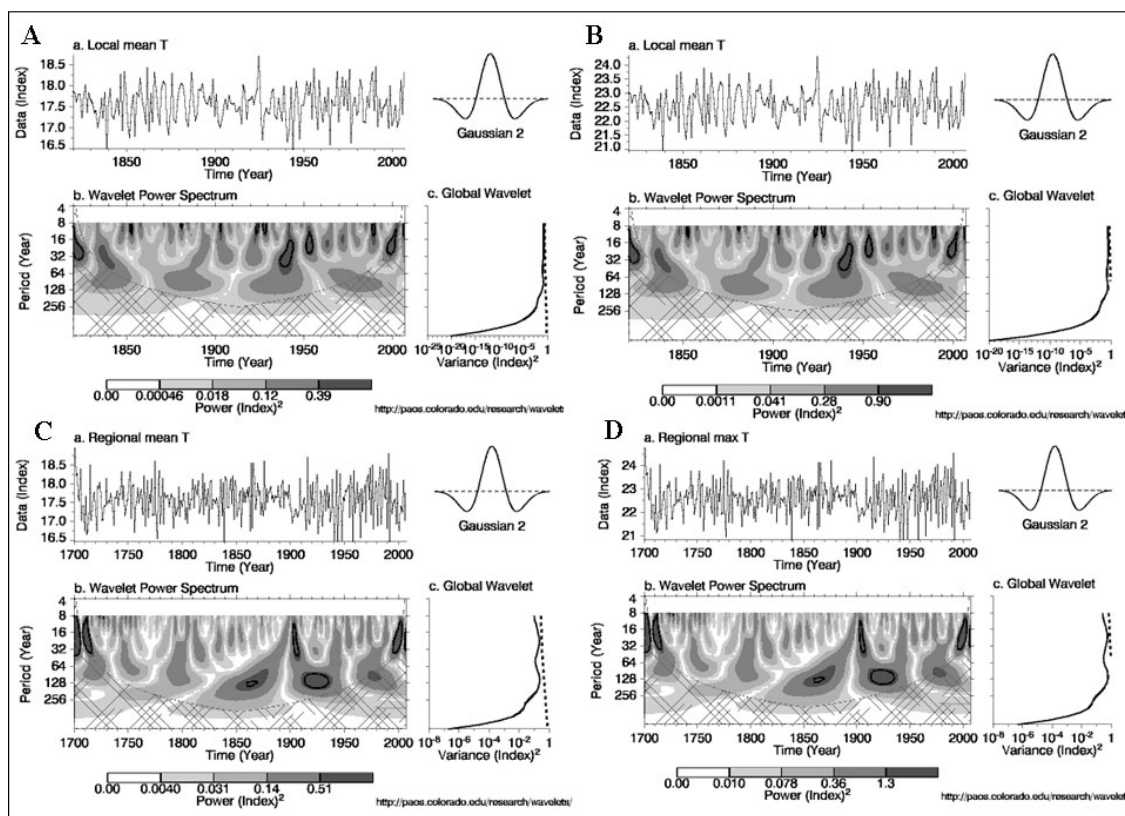 A
a. Local mean T
Data (Index)
18.5
18.0
17.5
17.0
16.5
1850 1900 1950 2000
Time (Year)
Gaussian 2
b. Wavelet Power Spectrum
Period (Year)
4
8
16
32
64
128
256
1850 1900 1950 2000
Time (Year)
c. Global Wavelet
10-25 10-20 10-15 10-10 10-5 1
Variance (Index)2
0.00 0.00046 0.018 0.12 0.39
Power (Index)2
http://paos.colorado.edu/research/wavelets
B
a. Local mean T
Data (Index)
24.0
23.5
23.0
22.5
22.0
21.5
21.0
1850 1900 1950 2000
Time (Year)
Gaussian 2
b. Wavelet Power Spectrum
Period (Year)
4
8
16
32
64
128
256
1850 1900 1950 2000
Time (Year)
c. Global Wavelet
10-20 10-15 10-10 10-5 1
Variance (Index)2
0.00 0.0011 0.041 0.28 0.90
Power (Index)2
http://paos.colorado.edu/research/wavelet
C
a. Regional mean T
Data (Index)
18.5
18.0
17.5
17.0
16.5
1700 1750 1800 1850 1900 1950 2000
Time (Year)
Gaussian 2
b. Wavelet Power Spectrum
Period (Year)
4
8
16
32
64
128
256
1700 1750 1800 1850 1900 1950 2000
Time (Year)
c. Global Wavelet
10-8 10-6 10-4 10-2 1
Variance (Index)2
0.00 0.0040 0.031 0.14 0.51
Power (Index)2
http://paos.colorado.edu/research/wavelets/
D
a. Regional max T
Data (Index)
24
23
22
21
1700 1750 1800 1850 1900 1950 2000
Time (Year)
Gaussian 2
b. Wavelet Power Spectrum
Period (Year)
4
8
16
32
64
128
256
1700 1750 1800 1850 1900 1950 2000
Time (Year)
c. Global Wavelet
10-8 10-6 10-4 10-2 1
Variance (Index)2
0.00 0.010 0.078 0.36 1.3
Power (Index)2
http://paos.colorado.edu/research/wavelet